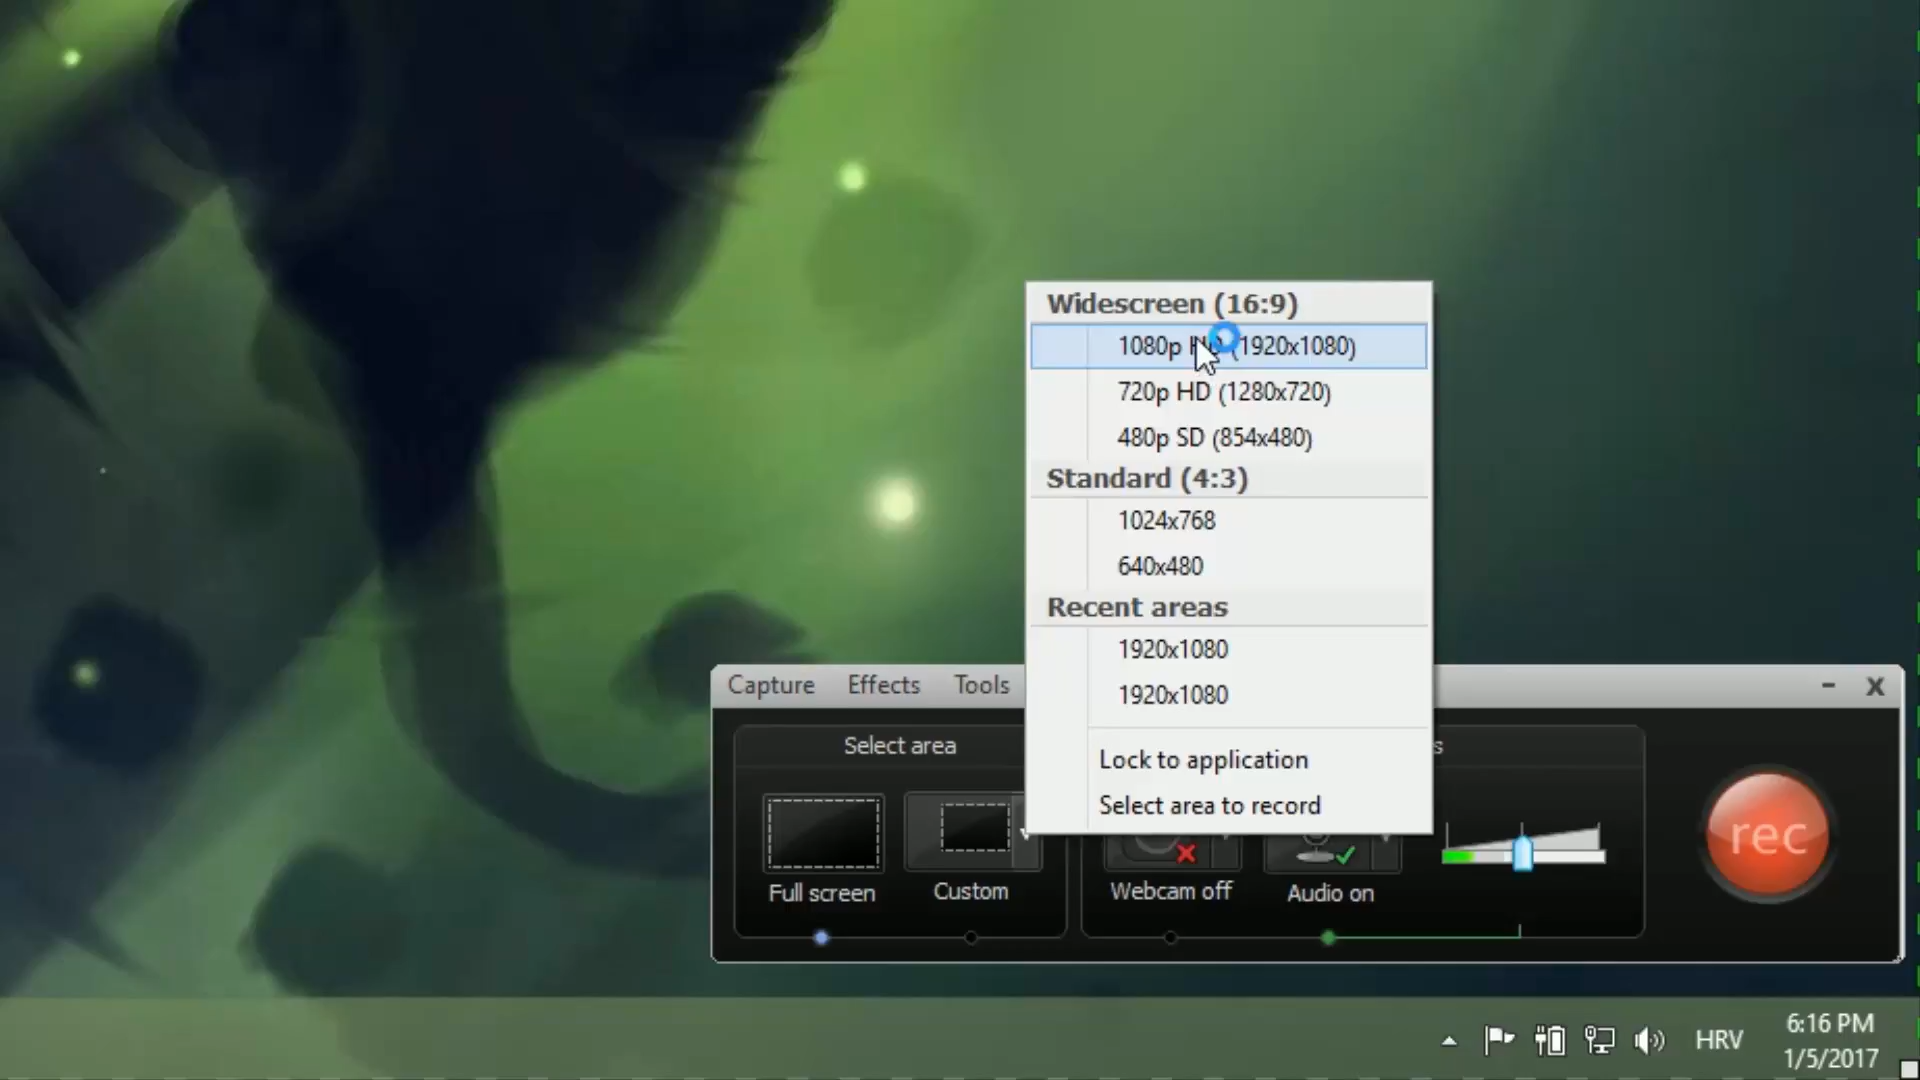 Widescreen (16:9)
1080p HD (1920x1080)
720p HD (1280x720)
480p SD (854x480)
Standard (4:3)
1024x768
640x480
Recent areas
1920x1080
1920x1080
Lock to application
Select area to record
Capture Effects Tools
- x
Select area
s
Full screen
Custom
Webcam off
Audio on
rec
HRV
6:16 PM
1/5/2017